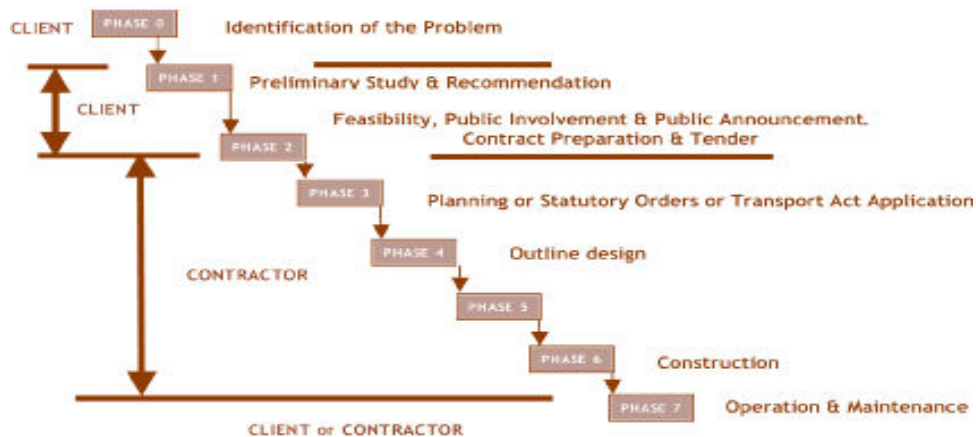 CLIENT PHASE 0 Identification of the Problem
PHASE 1 Preliminary Study & Recommendation
CLIENT
Feasibility, Public Involvement & Public Announcement.
PHASE 2 Contract Preparation & Tender
PHASE 3 Planning or Statutory Orders or Transport Act Application
PHASE 4 Outline design
CONTRACTOR
PHASE 5
PHASE 6 Construction
PHASE 7 Operation & Maintenance
CLIENT or CONTRACTOR